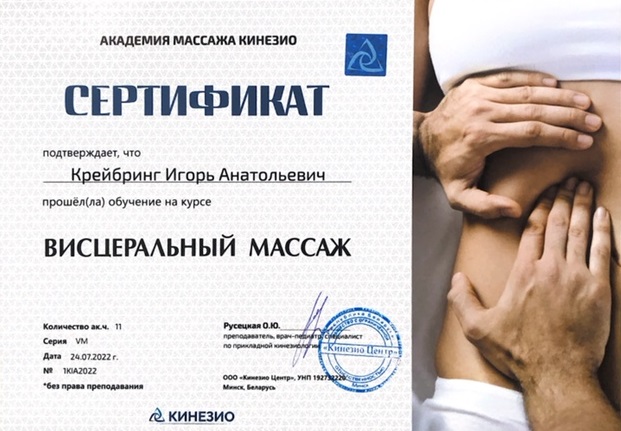 АКАДЕМИЯ МАССАЖА КИНЕЗИО
СЕРТИФИКАТ
подтверждает, что
Крейбринг Игорь Анатольевич
прошёл(ла) обучение на курсе
ВИСЦЕРАЛЬНЫЙ МАССАЖ
Количество ак.ч. 11
Серия VM
Дата 24.07.2022 г.
№ 1KIA2022
*без права преподавания
Русецкая О.Ю.
преподаватель, врач-педиатр, специалист
по прикладной кинезиологии
«Кинезио Центр»
Минск
ООО «Кинезио Центр», УНП 192732220
Минск, Беларусь
КИНЕЗИО